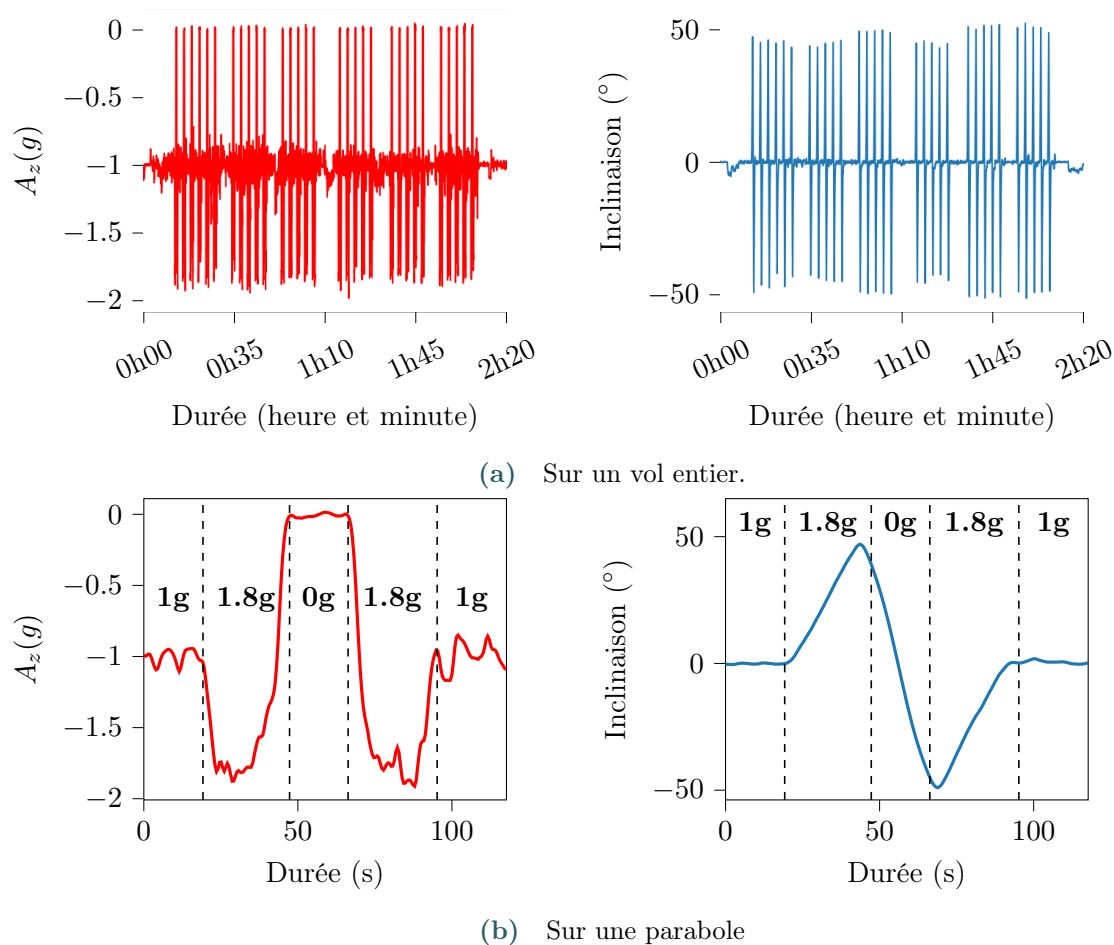 0
−0.5
−1
−1.5
−2
A_z(g)
0h00 0h35 1h10 1h45 2h20
Durée (heure et minute)
50
0
−50
Inclinaison (°)
0h00 0h35 1h10 1h45 2h20
Durée (heure et minute)
(a) Sur un vol entier.
0
−0.5
−1
−1.5
−2
A_z(g)
1g 1.8g 0g 1.8g 1g
0 50 100
Durée (s)
50
0
−50
Inclinaison (°)
1g 1.8g 0g 1.8g 1g
0 50 100
Durée (s)
(b) Sur une parabole